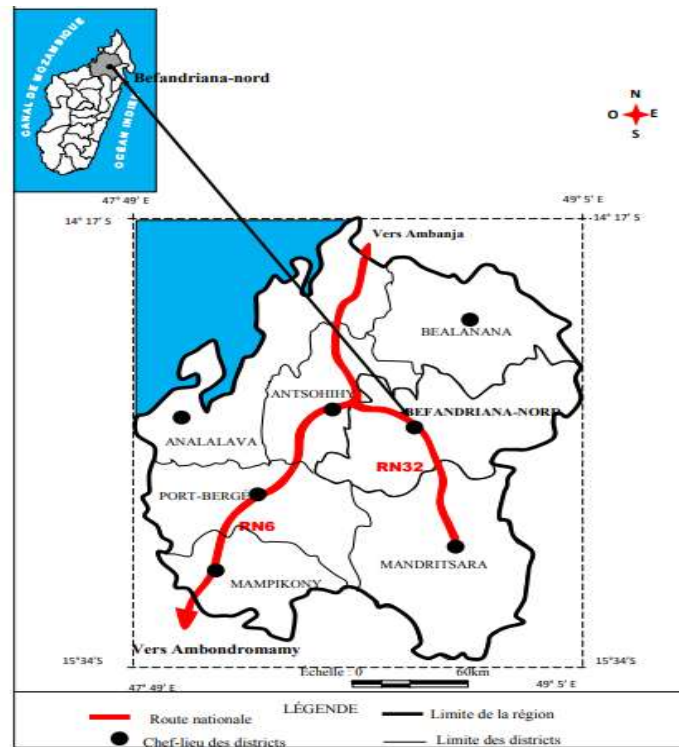 CANAL DE MOZAMBIQUE
OCEAN INDIEN
Befandriana-nord
N
O E
S
47° 49' E
49° 5' E
14° 17' S
14° 17' S
Vers Ambanja
BEALANANA
ANTSOHIHY
BEFANDRIANA-NORD
ANALALAVA
RN32
PORT-BERGÉ
RN6
MANDRITSARA
MAMPIKONY
Vers Ambondromamy
15° 34'S
15° 34'S
Echelle : 0 60km
47° 49' E
49° 5' E
LÉGENDE
Route nationale
Limite de la région
Chef-lieu des districts
Limite des districts